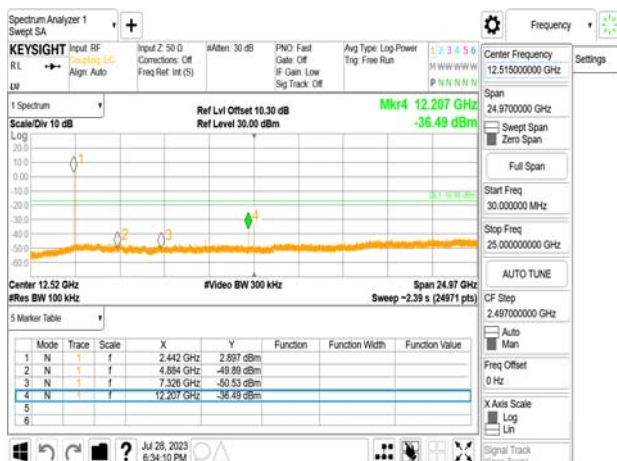 Spectrum Analyzer 1
Swept SA
+
Frequency
KEYSIGHT
RL
LXI
Input: RF
Coupling: DC
Align: Auto
Input Z: 50 Ω
Corrections: Off
Freq Ref: Int (S)
#Atten: 30 dB
PNO: Fast
Gate: Off
IF Gain: Low
Sig Track: Off
Avg Type: Log-Power
Trig: Free Run
1 2 3 4 5 6
M W W W W W
P N N N N N
Center Frequency
12.515000000 GHz
Settings
Span
24.9700000 GHz
Swept Span
Zero Span
Full Span
Start Freq
30.000000 MHz
Stop Freq
25.000000000 GHz
AUTO TUNE
CF Step
2.497000000 GHz
Auto
Man
Freq Offset
0 Hz
X Axis Scale
Log
Lin
Signal Track
1 Spectrum
Scale/Div 10 dB
Ref Lvl Offset 10.30 dB
Ref Level 30.00 dBm
Mkr4 12.207 GHz
-36.49 dBm
Log
20.0
10.0
0.00
-10.0
-20.0
-30.0
-40.0
-50.0
-60.0
1
2
3
4
Center 12.52 GHz
#Res BW 100 kHz
#Video BW 300 kHz
Span 24.97 GHz
Sweep ~2.39 s (24971 pts)
5 Marker Table
Mode Trace Scale X Y Function Function Width Function Value
1 N 1 f 2.442 GHz 2.897 dBm
2 N 1 f 4.884 GHz -49.89 dBm
3 N 1 f 7.326 GHz -50.53 dBm
4 N 1 f 12.207 GHz -36.49 dBm
5
6
?
Jul 28, 2023
6:34:10 PM